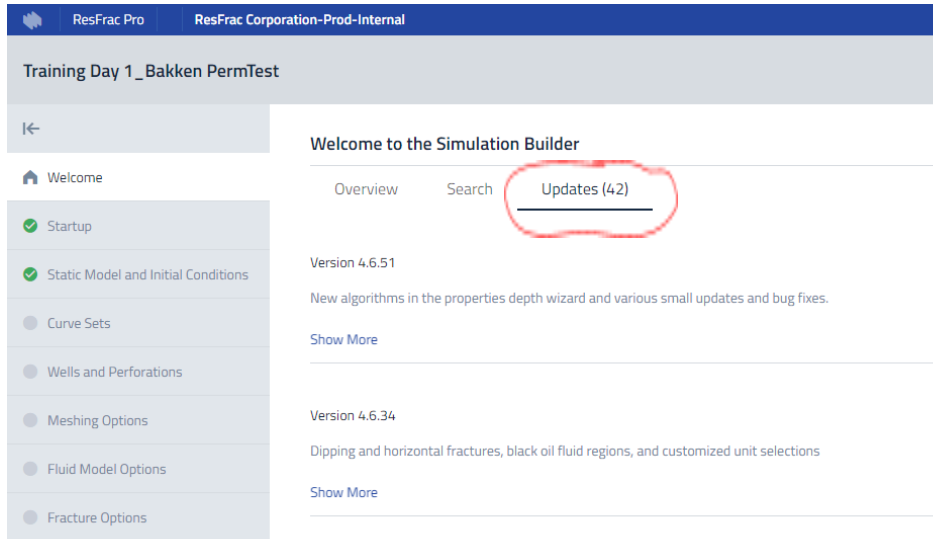 ResFrac Pro ResFrac Corporation-Prod-Internal
Training Day 1_Bakken PermTest
Welcome
Startup
Static Model and Initial Conditions
Curve Sets
Wells and Perforations
Meshing Options
Fluid Model Options
Fracture Options
Welcome to the Simulation Builder
Overview Search Updates (42)
Version 4.6.51
New algorithms in the properties depth wizard and various small updates and bug fixes.
Show More
Version 4.6.34
Dipping and horizontal fractures, black oil fluid regions, and customized unit selections
Show More